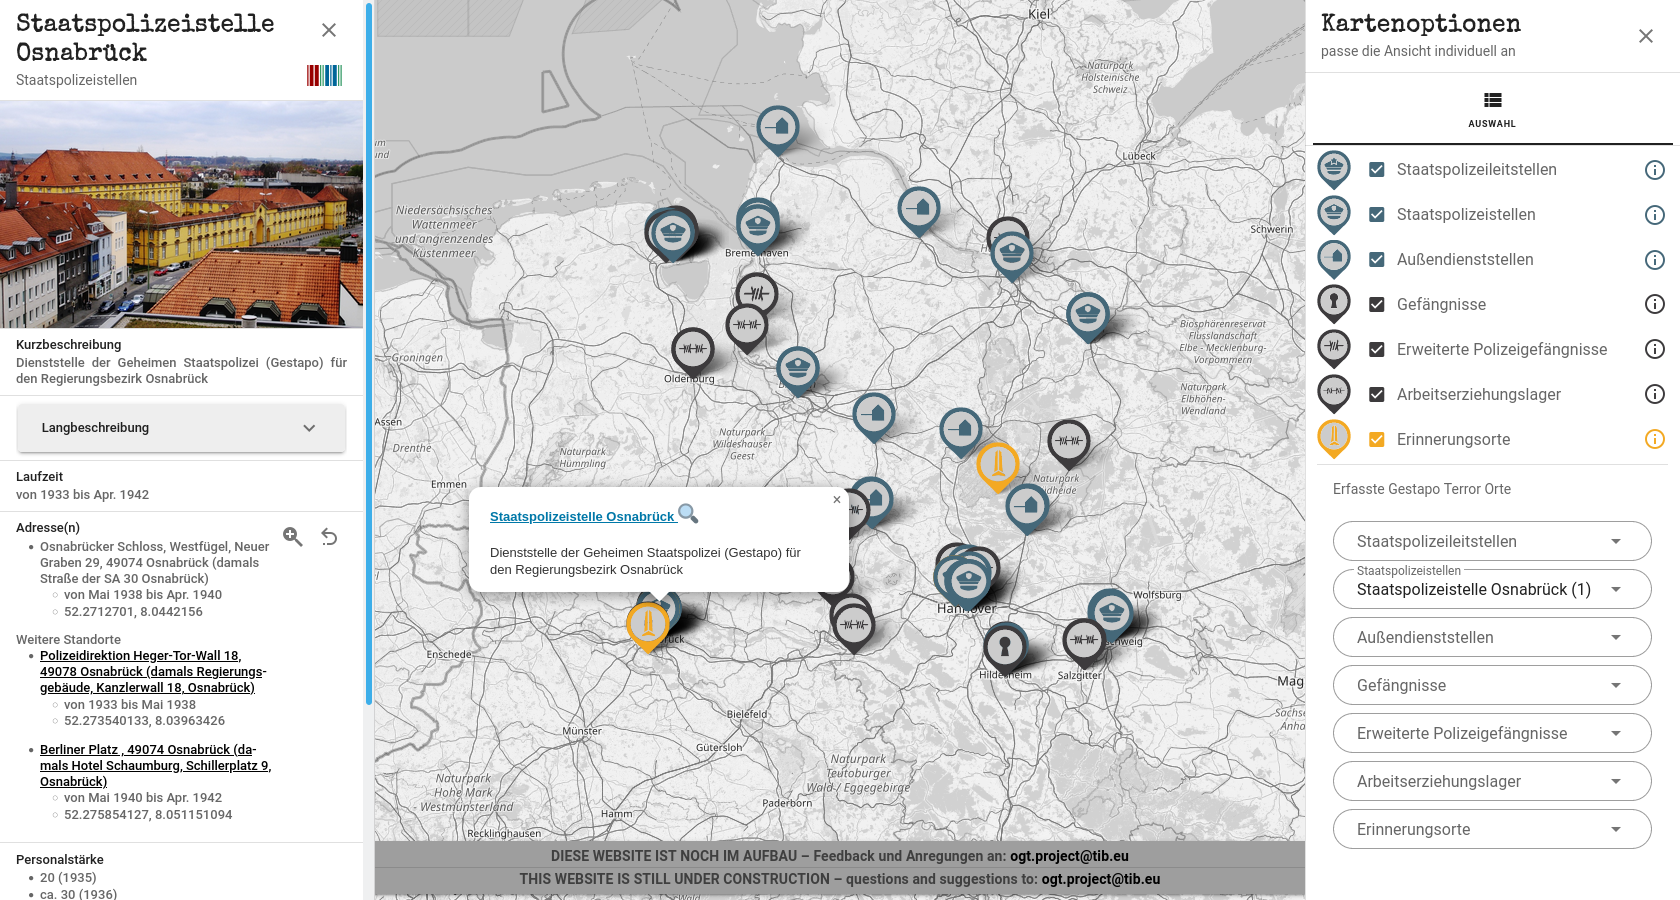 Staatspolizeistelle
Osnabrück
Staatspolizeistellen
Kurzbeschreibung
Dienststelle der Geheimen Staatspolizei (Gestapo) für
den Regierungsbezirk Osnabrück
Langbeschreibung
Laufzeit
von 1933 bis Apr. 1942
Adresse(n)
Osnabrücker Schloss, Westfügel, Neuer
Graben 29, 49074 Osnabrück (damals
Straße der SA 30 Osnabrück)
von Mai 1938 bis Apr. 1940
52.2712701, 8.0442156
Weitere Standorte
Polizeidirektion Heger-Tor-Wall 18,
49078 Osnabrück (damals Regierungs-
gebäude, Kanzlerwall 18, Osnabrück)
von 1933 bis Mai 1938
52.273540133, 8.03963426
Berliner Platz , 49074 Osnabrück (da-
mals Hotel Schaumburg, Schillerplatz 9,
Osnabrück)
von Mai 1940 bis Apr. 1942
52.275854127, 8.051151094
Personalstärke
20 (1935)
ca. 30 (1936)
Kiel
Naturpark
Holsteinische
Schweiz
Lübeck
Niedersächsisches
Wattenmeer
und angrenzendes
Küstenmeer
Schwerin
Bremerhaven
Biosphärenreservat
Flusslandschaft
Elbe - Mecklenburg-
Vorpommern
Groningen
Oldenburg
Naturpark
Elbhöhen-
Wendland
Assen
Drenthe
Naturpark
Wildeshauser
Geest
Naturpark
Hümmling
Emmen
Naturpark
Staatspolizeistelle Osnabrück
×
Dienststelle der Geheimen Staatspolizei (Gestapo) für
den Regierungsbezirk Osnabrück
Wolfsburg
Hannover
Enschede
Hildesheim
Salzgitter
Mag
Bielefeld
Münster
Gütersloh
Sachse
Anha
Naturpark
Hohe Mark -
Westmünsterland
Naturpark
Teutoburger
Wald / Eggegebirge
Paderborn
Hamm
Recklinghausen
DIESE WEBSITE IST NOCH IM AUFBAU – Feedback und Anregungen an: ogt.project@tib.eu
THIS WEBSITE IS STILL UNDER CONSTRUCTION – questions and suggestions to: ogt.project@tib.eu
Kartenoptionen
passe die Ansicht individuell an
AUSWAHL
Staatspolizeileitstellen
Staatspolizeistellen
Außendienststellen
Gefängnisse
Erweiterte Polizeigefängnisse
Arbeitserziehungslager
Erinnerungsorte
Erfasste Gestapo Terror Orte
Staatspolizeileitstellen
Staatspolizeistellen
Staatspolizeistelle Osnabrück (1)
Außendienststellen
Gefängnisse
Erweiterte Polizeigefängnisse
Arbeitserziehungslager
Erinnerungsorte